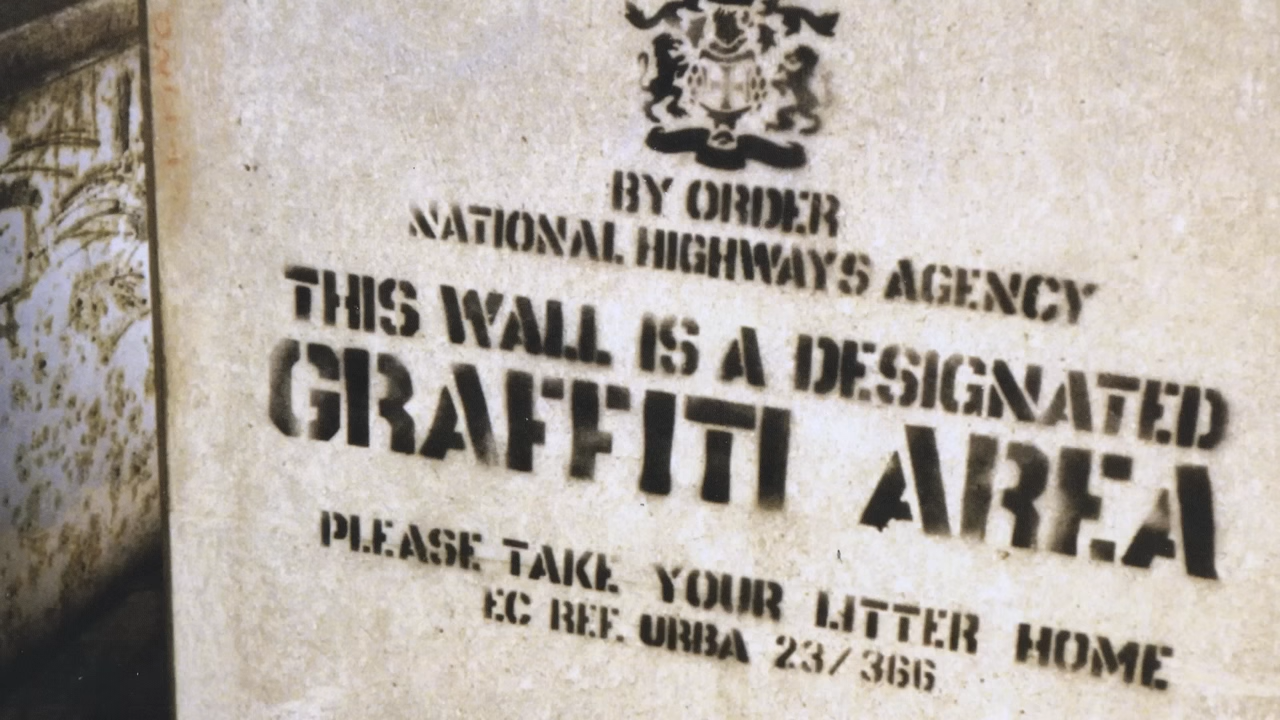 BY ORDER
NATIONAL HIGHWAYS AGENCY
THIS WALL IS A DESIGNATED
GRAFFITI AREA
PLEASE TAKE YOUR LITTER HOME
EC REF. URBA 23/366